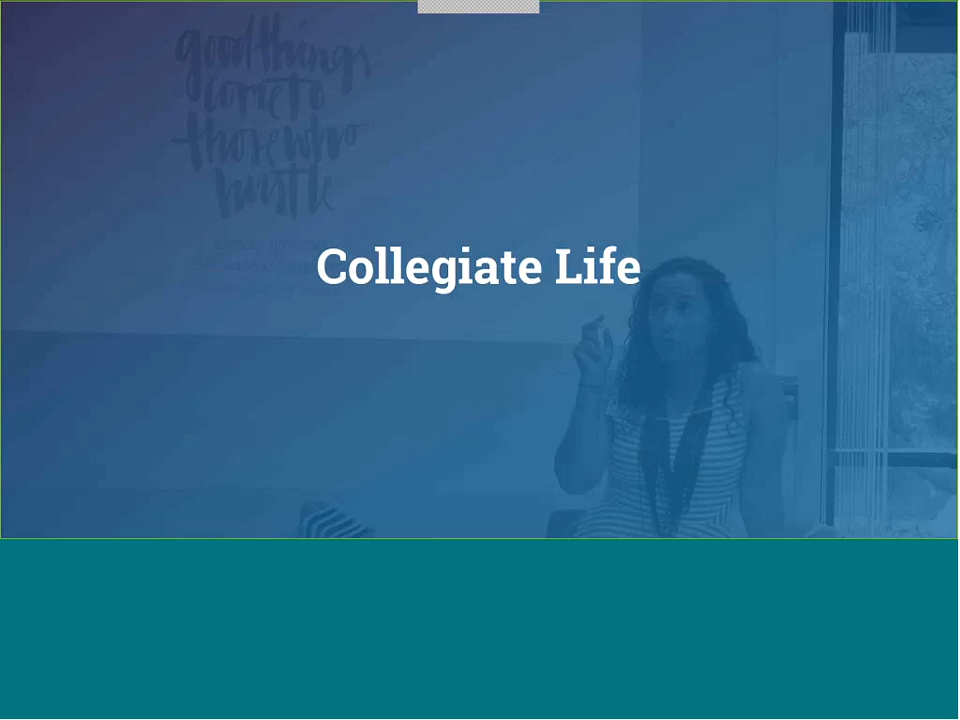 good things
come to
those who
hustle
Collegiate Life